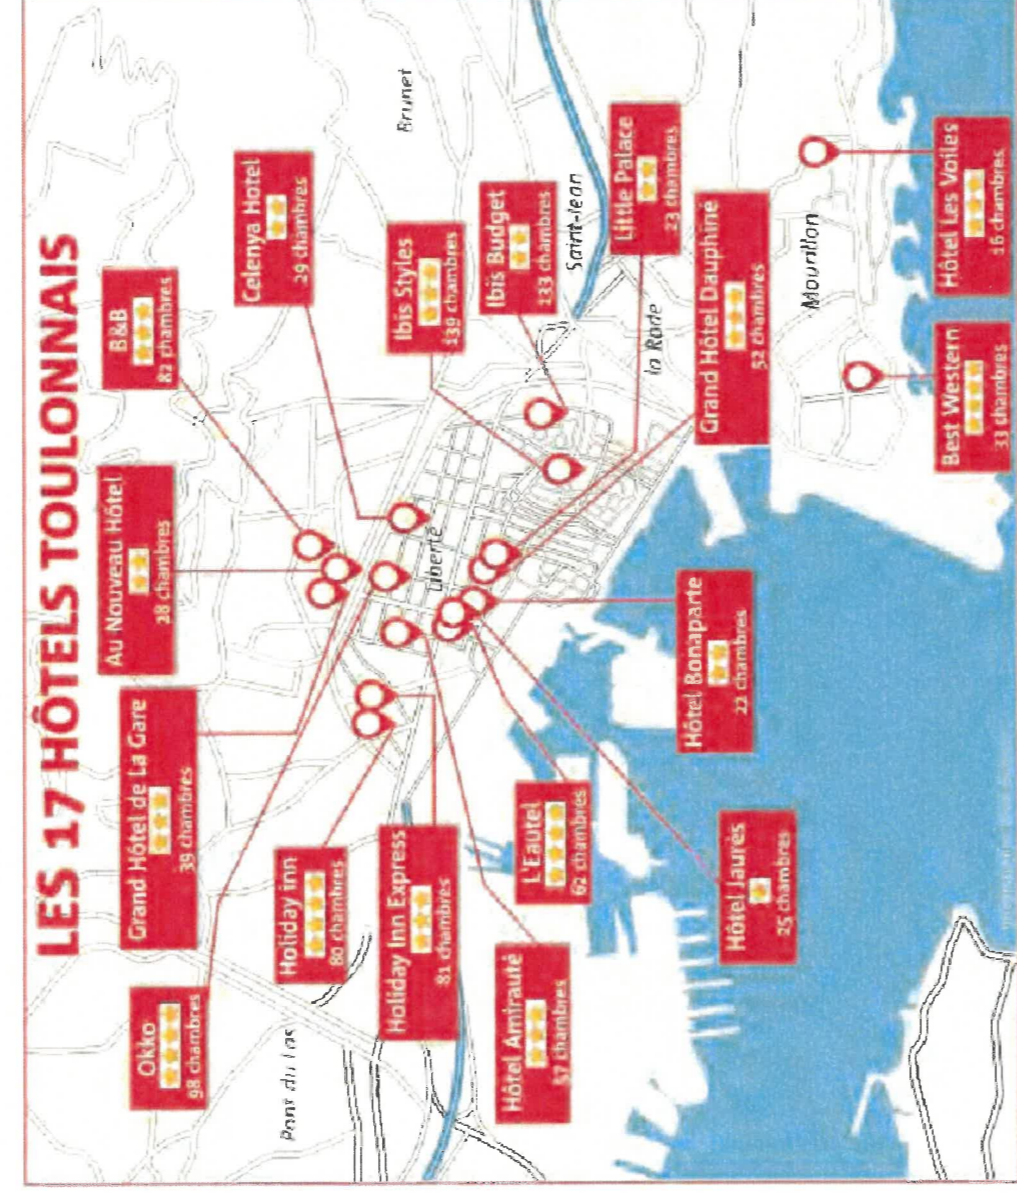 LES 17 HÔTELS TOULONNAIS
Okko
98 chambres
Grand Hôtel de La Gare
39 chambres
Au Nouveau Hôtel
28 chambres
B&B
82 chambres
Celenya Hotel
29 chambres
Holiday Inn
80 chambres
Holiday Inn Express
81 chambres
Ibis Styles
139 chambres
Ibis Budget
133 chambres
Hôtel Amirauté
57 chambres
L'Eautel
62 chambres
Little Palace
23 chambres
Grand Hôtel Dauphiné
52 chambres
Hôtel Bonaparte
22 chambres
Hôtel Jaurès
25 chambres
Best Western
33 chambres
Hôtel Les Voiles
16 chambres
Brunet
Saint-Jean
la Rode
Mourillon
Liberté
Pont du Las